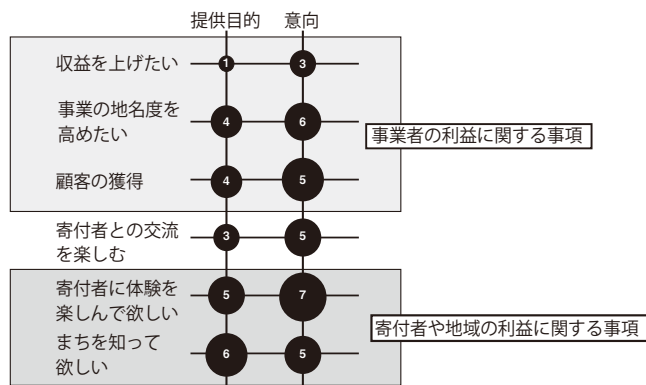 提供目的 意向
収益を上げたい 1 3
事業の地名度を
高めたい
4 6
事業者の利益に関する事項
顧客の獲得 4 5
寄付者との交流
を楽しむ
3 5
寄付者に体験を
楽しんで欲しい
5 7
寄付者や地域の利益に関する事項
まちを知って
欲しい
6 5